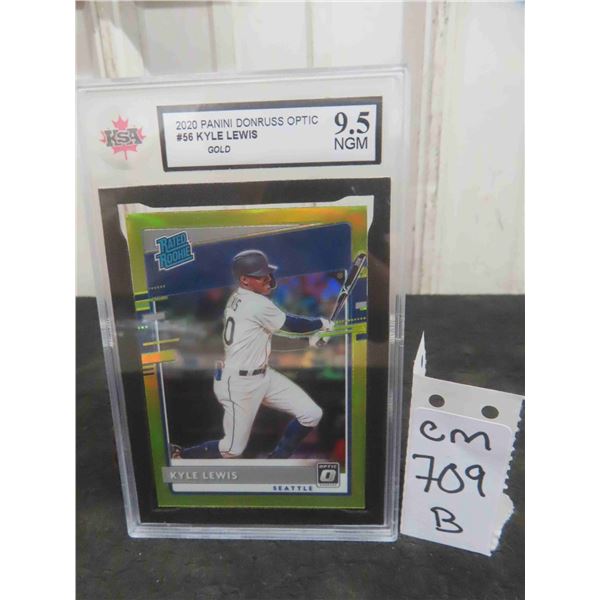 KSA
2020 PANINI DONRUSS OPTIC
#56 KYLE LEWIS
GOLD
9.5
NGM
RATED
ROOKIE
KYLE LEWIS
OPTIC
SEATTLE
CM
709
B